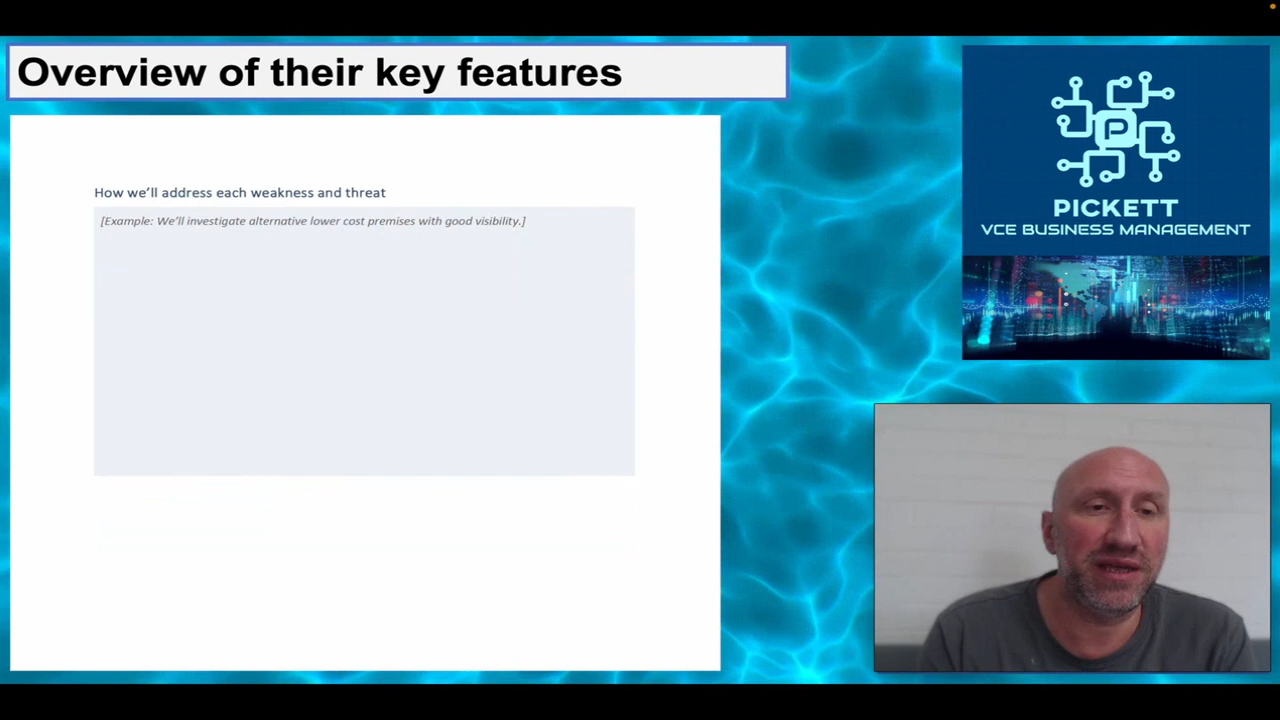 Overview of their key features
How we'll address each weakness and threat
[Example: We'll investigate alternative lower cost premises with good visibility.]
P
PICKETT
VCE BUSINESS MANAGEMENT